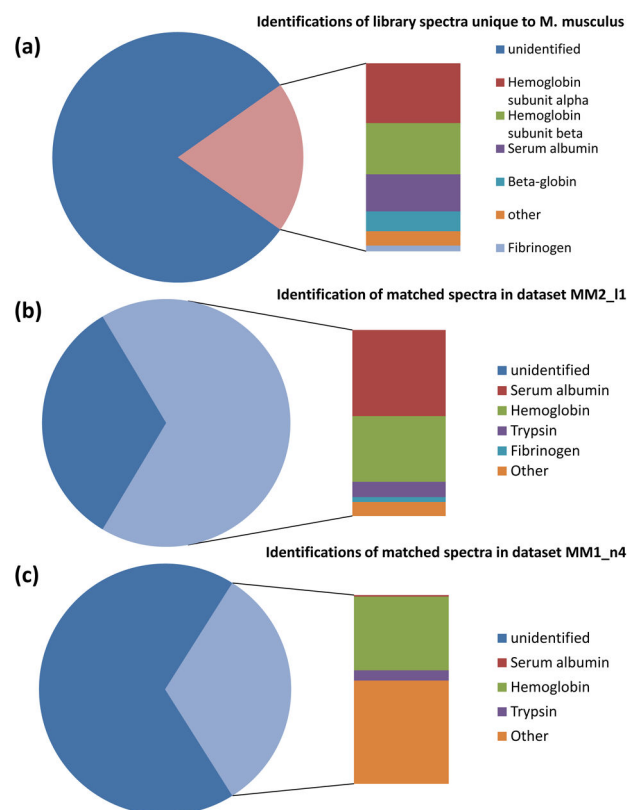 Identifications of library spectra unique to M. musculus
(a)
unidentified
Hemoglobin
subunit alpha
Hemoglobin
subunit beta
Serum albumin
Beta-globin
other
Fibrinogen
Identification of matched spectra in dataset MM2_l1
(b)
unidentified
Serum albumin
Hemoglobin
Trypsin
Fibrinogen
Other
Identifications of matched spectra in dataset MM1_n4
(c)
unidentified
Serum albumin
Hemoglobin
Trypsin
Other